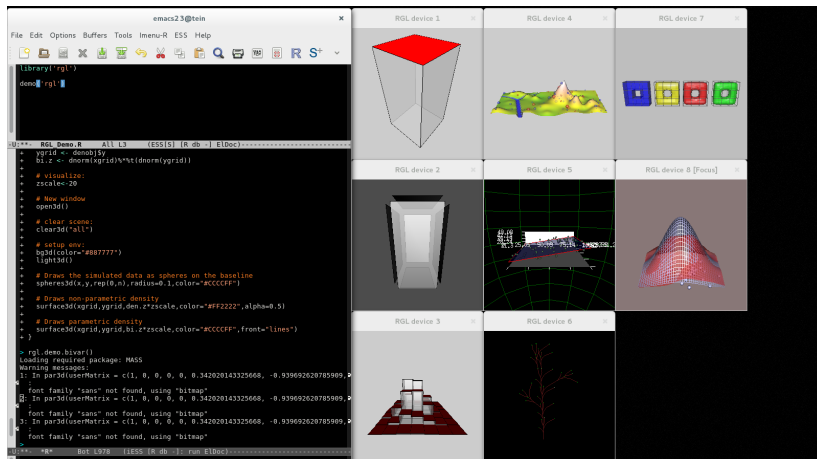 emacs23@tein
File Edit Options Buffers Tools Imenu-R ESS Help
library('rgl')
demo('rgl')
-U:**- RGL_Demo.R All L3 (ESS[S] [R db -] ElDoc)
+ ygrid <- denobj$y
+ bi.z <- dnorm(xgrid)%*%t(dnorm(ygrid))
+
+ # visualize:
+ zscale<-20
+
+ # New window
+ open3d()
+
+ # clear scene:
+ clear3d("all")
+
+ # setup env:
+ bg3d(color="#887777")
+ light3d()
+
+ # Draws the simulated data as spheres on the baseline
+ spheres3d(x,y,rep(0,n),radius=0.1,color="#CCCCFF")
+
+ # Draws non-parametric density
+ surface3d(xgrid,ygrid,den.z*zscale,color="#FF2222",alpha=0.5)
+
+ # Draws parametric density
+ surface3d(xgrid,ygrid,bi.z*zscale,color="#CCCCFF",front="lines")
+ }
> rgl.demo.bivar()
Loading required package: MASS
Warning messages:
1: In par3d(userMatrix = c(1, 0, 0, 0, 0, 0.342020143325668, -0.939692620785909,
:
font family "sans" not found, using "bitmap"
2: In par3d(userMatrix = c(1, 0, 0, 0, 0, 0.342020143325668, -0.939692620785909,
:
font family "sans" not found, using "bitmap"
3: In par3d(userMatrix = c(1, 0, 0, 0, 0, 0.342020143325668, -0.939692620785909,
:
font family "sans" not found, using "bitmap"
>
-U:**- *R* Bot L978 (iESS [R db -]: run ElDoc)
RGL device 1
RGL device 4
RGL device 7
RGL device 2
RGL device 5
RGL device 8 [Focus]
RGL device 3
RGL device 6